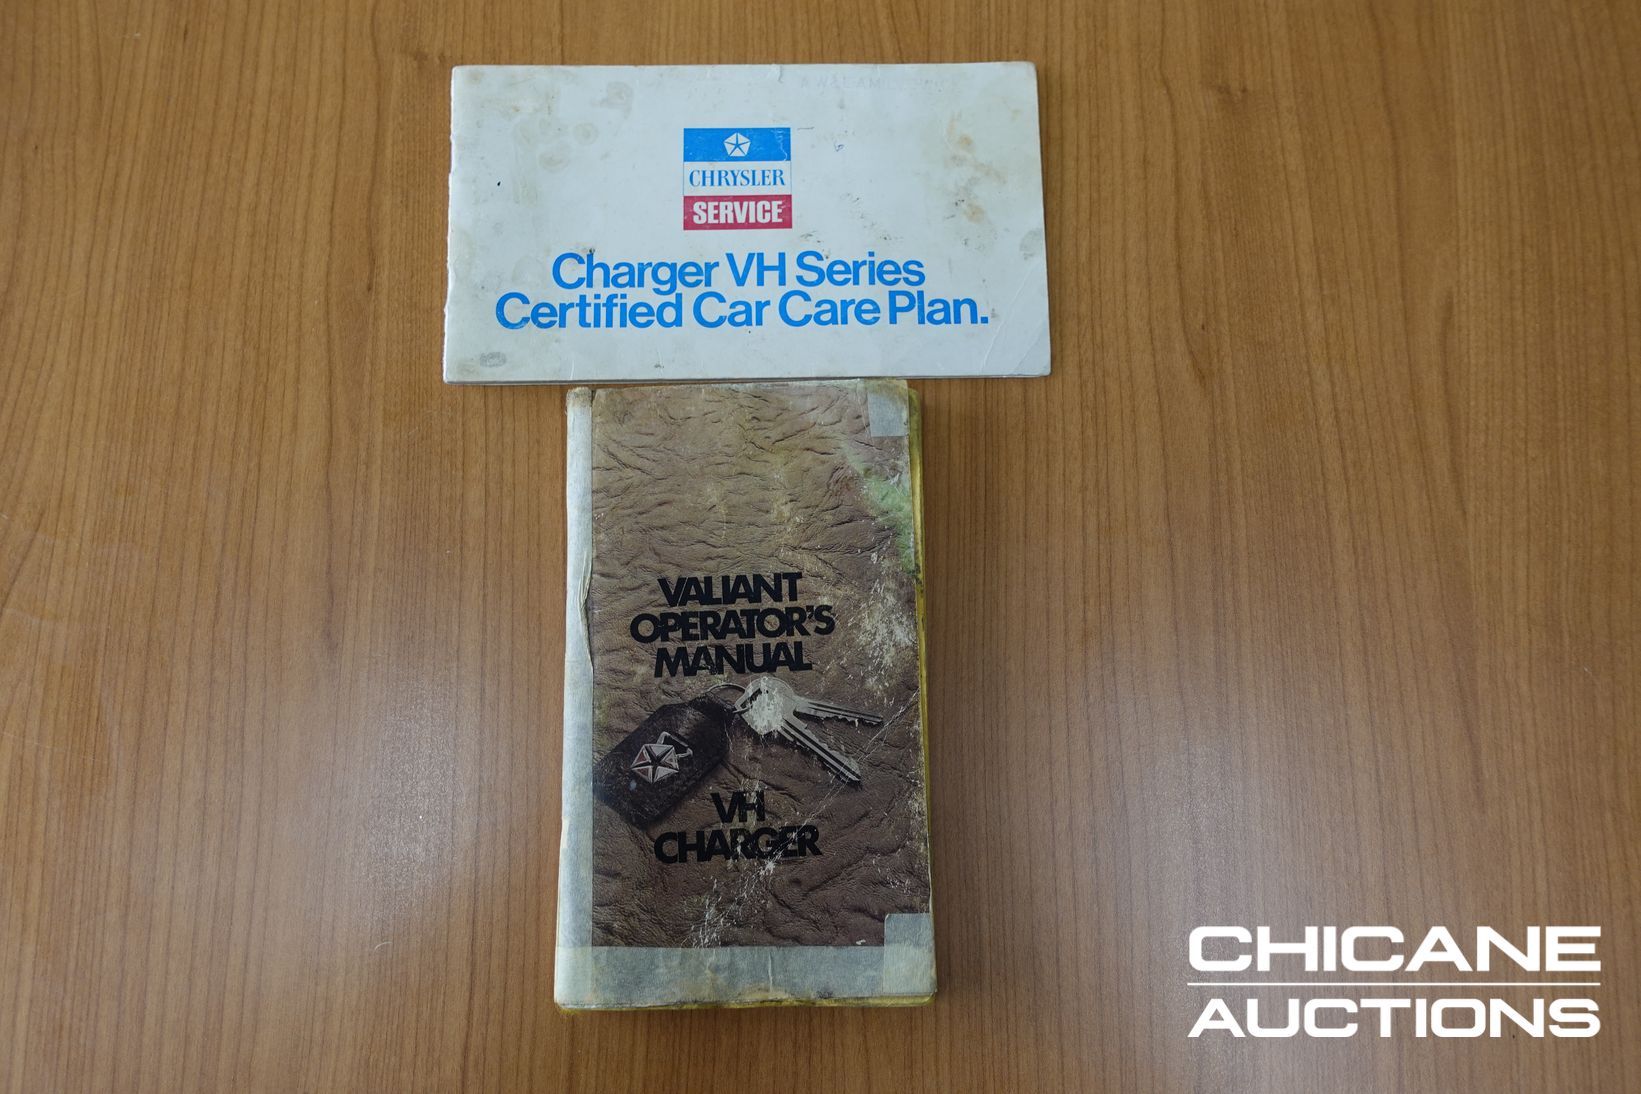 CHRYSLER
SERVICE
Charger VH Series
Certified Car Care Plan.
VALIANT
OPERATOR'S
MANUAL
VH
CHARGER
CHICANE
AUCTIONS